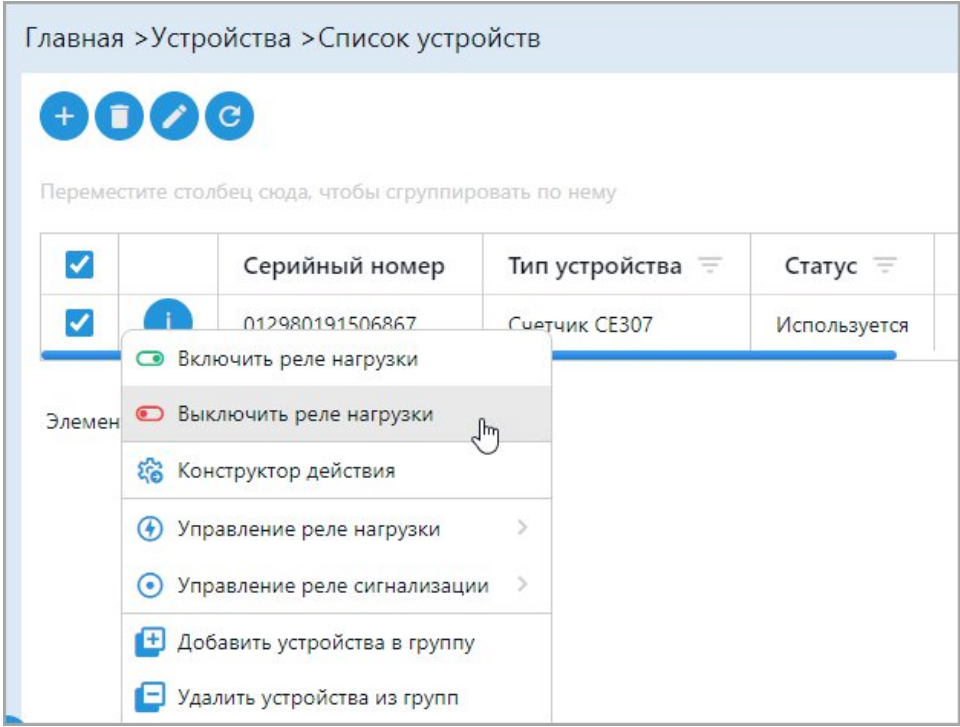 Главная >Устройства >Список устройств
Переместите столбец сюда, чтобы сгруппировать по нему
Серийный номер Тип устройства Статус
012980191506867 Счетчик CE307 Используется
Включить реле нагрузки
Элемен Выключить реле нагрузки
Конструктор действия
Управление реле нагрузки
Управление реле сигнализации
Добавить устройства в группу
Удалить устройства из групп